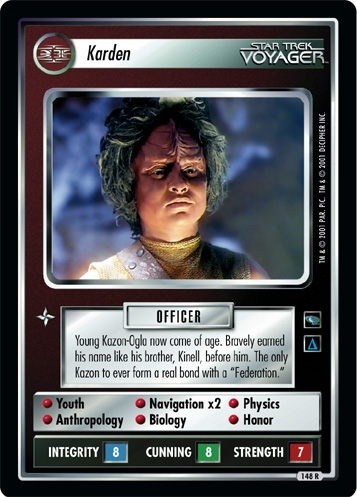 Karden
STAR TREK
VOYAGER
TM & © 2001 PAR. PIC. TM & © 2001 DECIPHER INC.
OFFICER
Young Kazon-Ogla now come of age. Bravely earned
his name like his brother, Kinell, before him. The only
Kazon to ever form a real bond with a "Federation."
Youth Navigation x2 Physics
Anthropology Biology Honor
INTEGRITY 8 CUNNING 8 STRENGTH 7
148 R